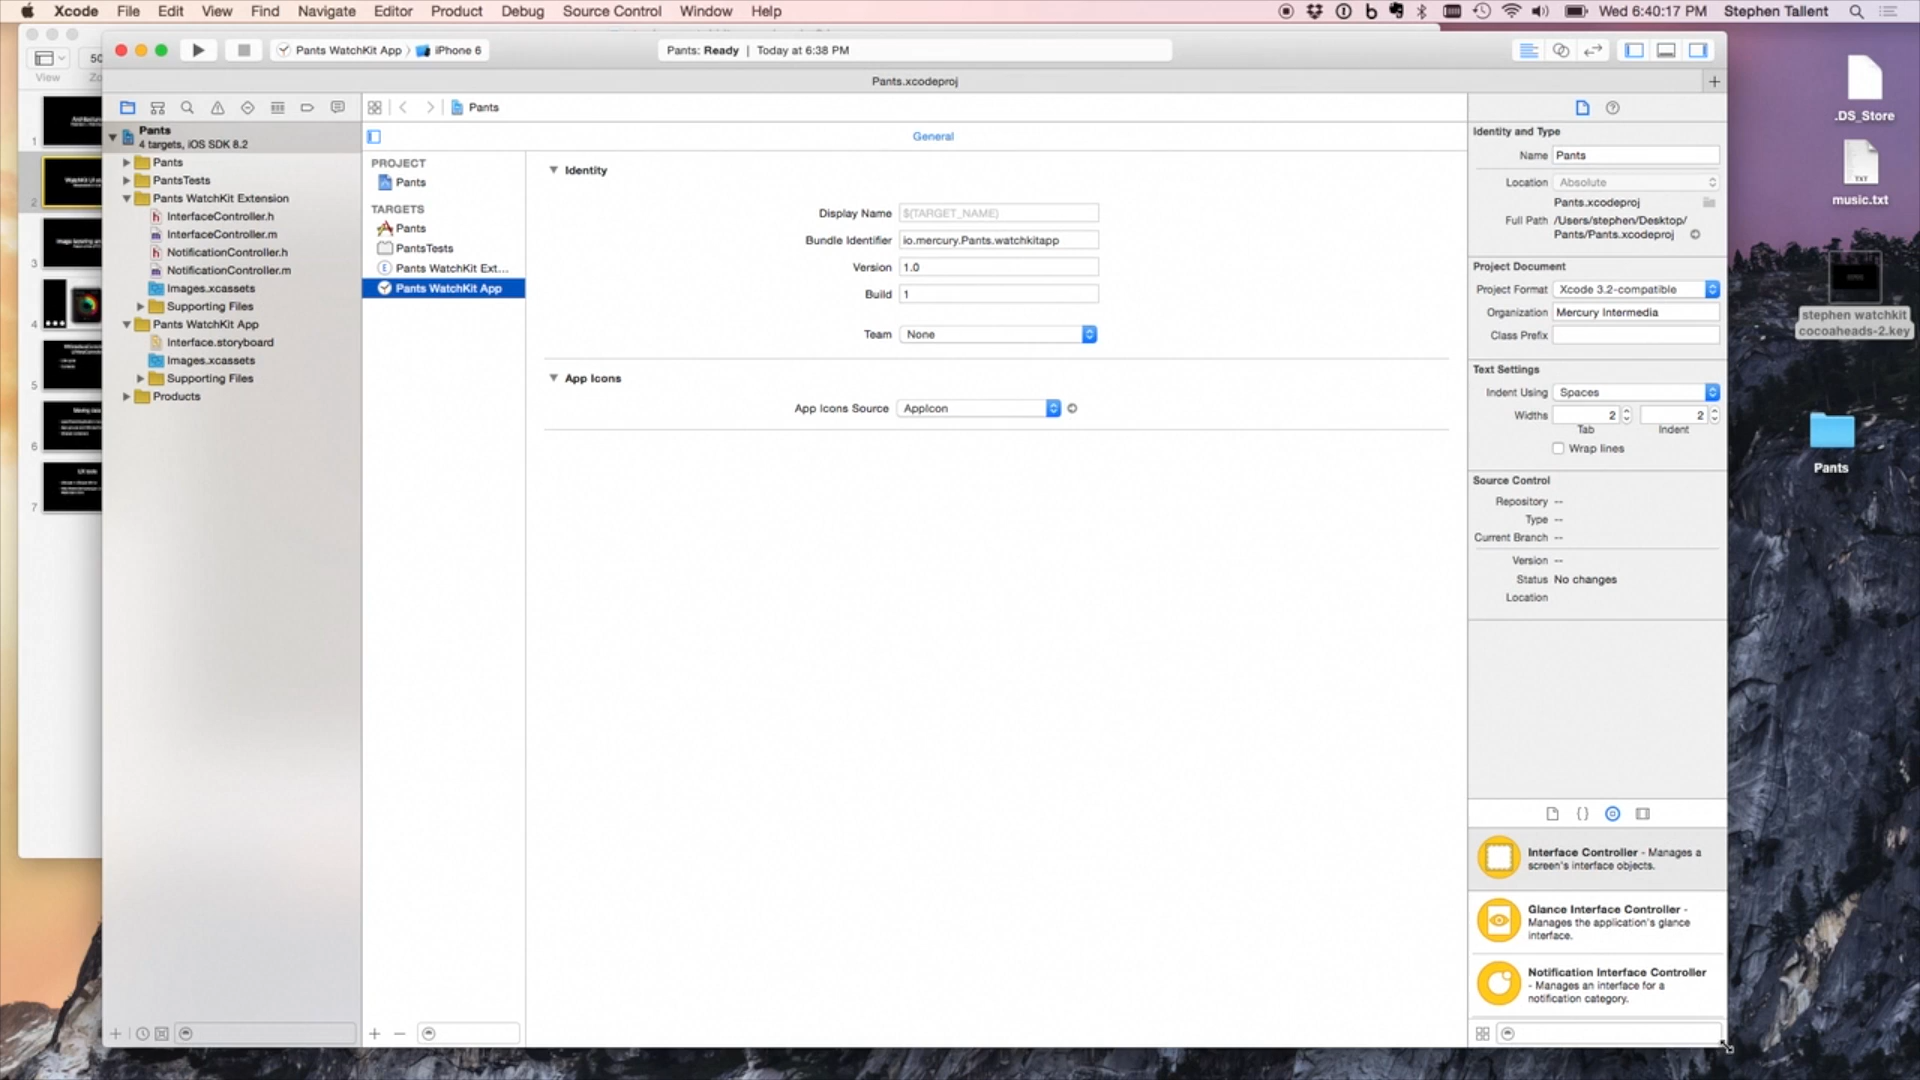 Xcode File Edit View Find Navigate Editor Product Debug Source Control Window Help
Wed 6:40:17 PM Stephen Tallent
Pants WatchKit App iPhone 6
Pants: Ready | Today at 6:38 PM
View
Pants.xcodeproj
Pants
4 targets, iOS SDK 8.2
Pants
PantsTests
Pants WatchKit Extension
InterfaceController.h
InterfaceController.m
NotificationController.h
NotificationController.m
Images.xcassets
Supporting Files
Pants WatchKit App
Interface.storyboard
Images.xcassets
Supporting Files
Products
1
2
3
4
5
6
7
Pants
General
PROJECT
Pants
TARGETS
Pants
PantsTests
Pants WatchKit Ext...
Pants WatchKit App
Identity
Display Name $(TARGET_NAME)
Bundle Identifier io.mercury.Pants.watchkitapp
Version 1.0
Build 1
Team None
App Icons
App Icons Source AppIcon
Identity and Type
Name Pants
Location Absolute
Pants.xcodeproj
Full Path /Users/stephen/Desktop/
Pants/Pants.xcodeproj
Project Document
Project Format Xcode 3.2-compatible
Organization Mercury Intermedia
Class Prefix
Text Settings
Indent Using Spaces
Widths 2 2
Tab Indent
Wrap lines
Source Control
Repository --
Type --
Current Branch --
Version --
Status No changes
Location
Interface Controller - Manages a
screen's interface objects.
Glance Interface Controller -
Manages the application's glance
interface.
Notification Interface Controller
- Manages an interface for a
notification category.
.DS_Store
TXT
music.txt
stephen watchkit
cocoaheads-2.key
Pants